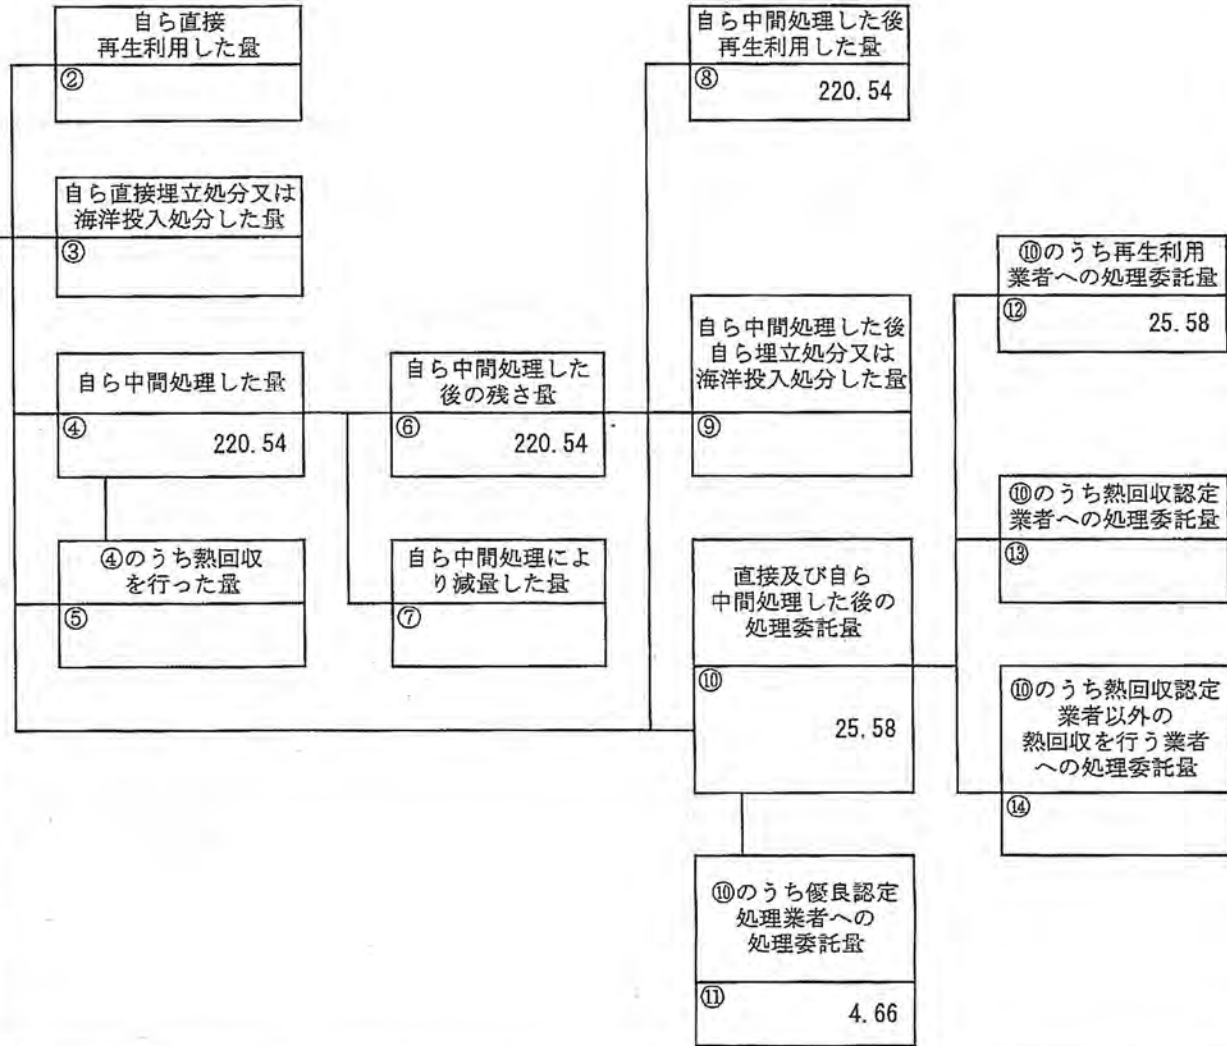 自ら直接
再生利用した量
②
自ら直接埋立処分又は
海洋投入処分した量
③
自ら中間処理した量
④
220.54
④のうち熱回収
を行った量
⑤
自ら中間処理した
後の残さ量
⑥
220.54
自ら中間処理によ
り減量した量
⑦
自ら中間処理した後
再生利用した量
⑧
220.54
自ら中間処理した後
自ら埋立処分又は
海洋投入処分した量
⑨
直接及び自ら
中間処理した後の
処理委託量
⑩
25.58
⑩のうち優良認定
処理業者への
処理委託量
⑪
4.66
⑩のうち再生利用
業者への処理委託量
⑫
25.58
⑩のうち熱回収認定
業者への処理委託量
⑬
⑩のうち熱回収認定
業者以外の
熱回収を行う業者
への処理委託量
⑭